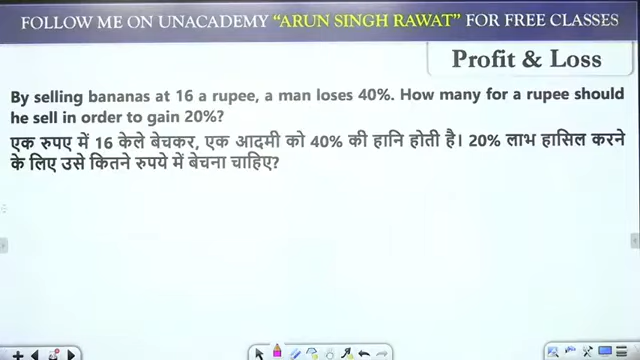 FOLLOW ME ON UNACADEMY “ARUN SINGH RAWAT” FOR FREE CLASSES
Profit & Loss
By selling bananas at 16 a rupee, a man loses 40%. How many for a rupee should
he sell in order to gain 20%?
एक रुपए में 16 केले बेचकर, एक आदमी को 40% की हानि होती है। 20% लाभ हासिल करने
के लिए उसे कितने रुपये में बेचना चाहिए?